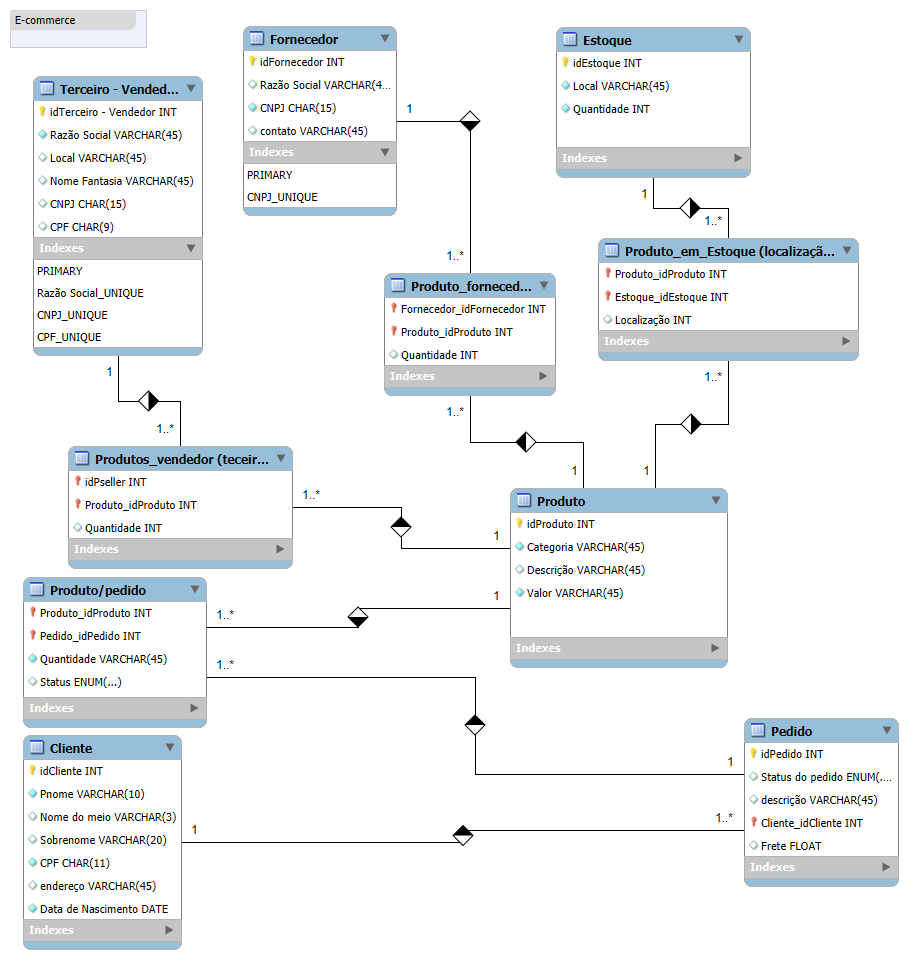 E-commerce
Fornecedor
idFornecedor INT
Razão Social VARCHAR(4...
CNPJ CHAR(15)
contato VARCHAR(45)
Indexes
PRIMARY
CNPJ_UNIQUE
Estoque
idEstoque INT
Local VARCHAR(45)
Quantidade INT
Indexes
Terceiro - Vended...
idTerceiro - Vendedor INT
Razão Social VARCHAR(45)
Local VARCHAR(45)
Nome Fantasia VARCHAR(45)
CNPJ CHAR(15)
CPF CHAR(9)
Indexes
PRIMARY
Razão Social_UNIQUE
CNPJ_UNIQUE
CPF_UNIQUE
1
1..*
1
1..*
1
1..*
Produto_em_Estoque (localizaçã...
Produto_idProduto INT
Estoque_idEstoque INT
Localização INT
Indexes
Produto_forneced...
Fornecedor_idFornecedor INT
Produto_idProduto INT
Quantidade INT
Indexes
1..*
1
1..*
1
Produtos_vendedor (teceir...
idPseller INT
Produto_idProduto INT
Quantidade INT
Indexes
1..*
1
Produto
idProduto INT
Categoria VARCHAR(45)
Descrição VARCHAR(45)
Valor VARCHAR(45)
Indexes
Produto/pedido
Produto_idProduto INT
Pedido_idPedido INT
Quantidade VARCHAR(45)
Status ENUM(...)
Indexes
1..*
1
1..*
1
Cliente
idCliente INT
Pnome VARCHAR(10)
Nome do meio VARCHAR(3)
Sobrenome VARCHAR(20)
CPF CHAR(11)
endereço VARCHAR(45)
Data de Nascimento DATE
Indexes
1
1..*
Pedido
idPedido INT
Status do pedido ENUM(....
descrição VARCHAR(45)
Cliente_idCliente INT
Frete FLOAT
Indexes